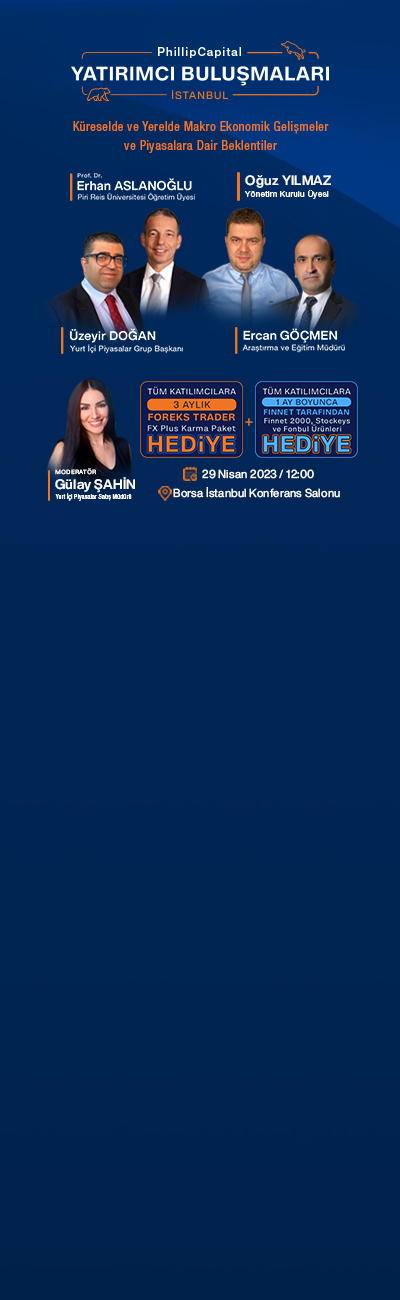 PhillipCapital
YATIRIMCI BULUŞMALARI
İSTANBUL
Küreselde ve Yerelde Makro Ekonomik Gelişmeler
ve Piyasalara Dair Beklentiler
Prof. Dr.
Erhan ASLANOĞLU
Piri Reis Üniversitesi Öğretim Üyesi
Oğuz YILMAZ
Yönetim Kurulu Üyesi
Üzeyir DOĞAN
Yurt İçi Piyasalar Grup Başkanı
Ercan GÖÇMEN
Araştırma ve Eğitim Müdürü
MODERATÖR
Gülay ŞAHİN
Yurt İçi Piyasalar Satış Müdürü
TÜM KATILIMCILARA
3 AYLIK
FOREKS TRADER
FX Plus Karma Paket
HEDİYE
+
TÜM KATILIMCILARA
1 AY BOYUNCA
FINNET TARAFINDAN
Finnet 2000, Stockeys
ve Fonbul Ürünleri
HEDİYE
29 Nisan 2023 / 12:00
Borsa İstanbul Konferans Salonu